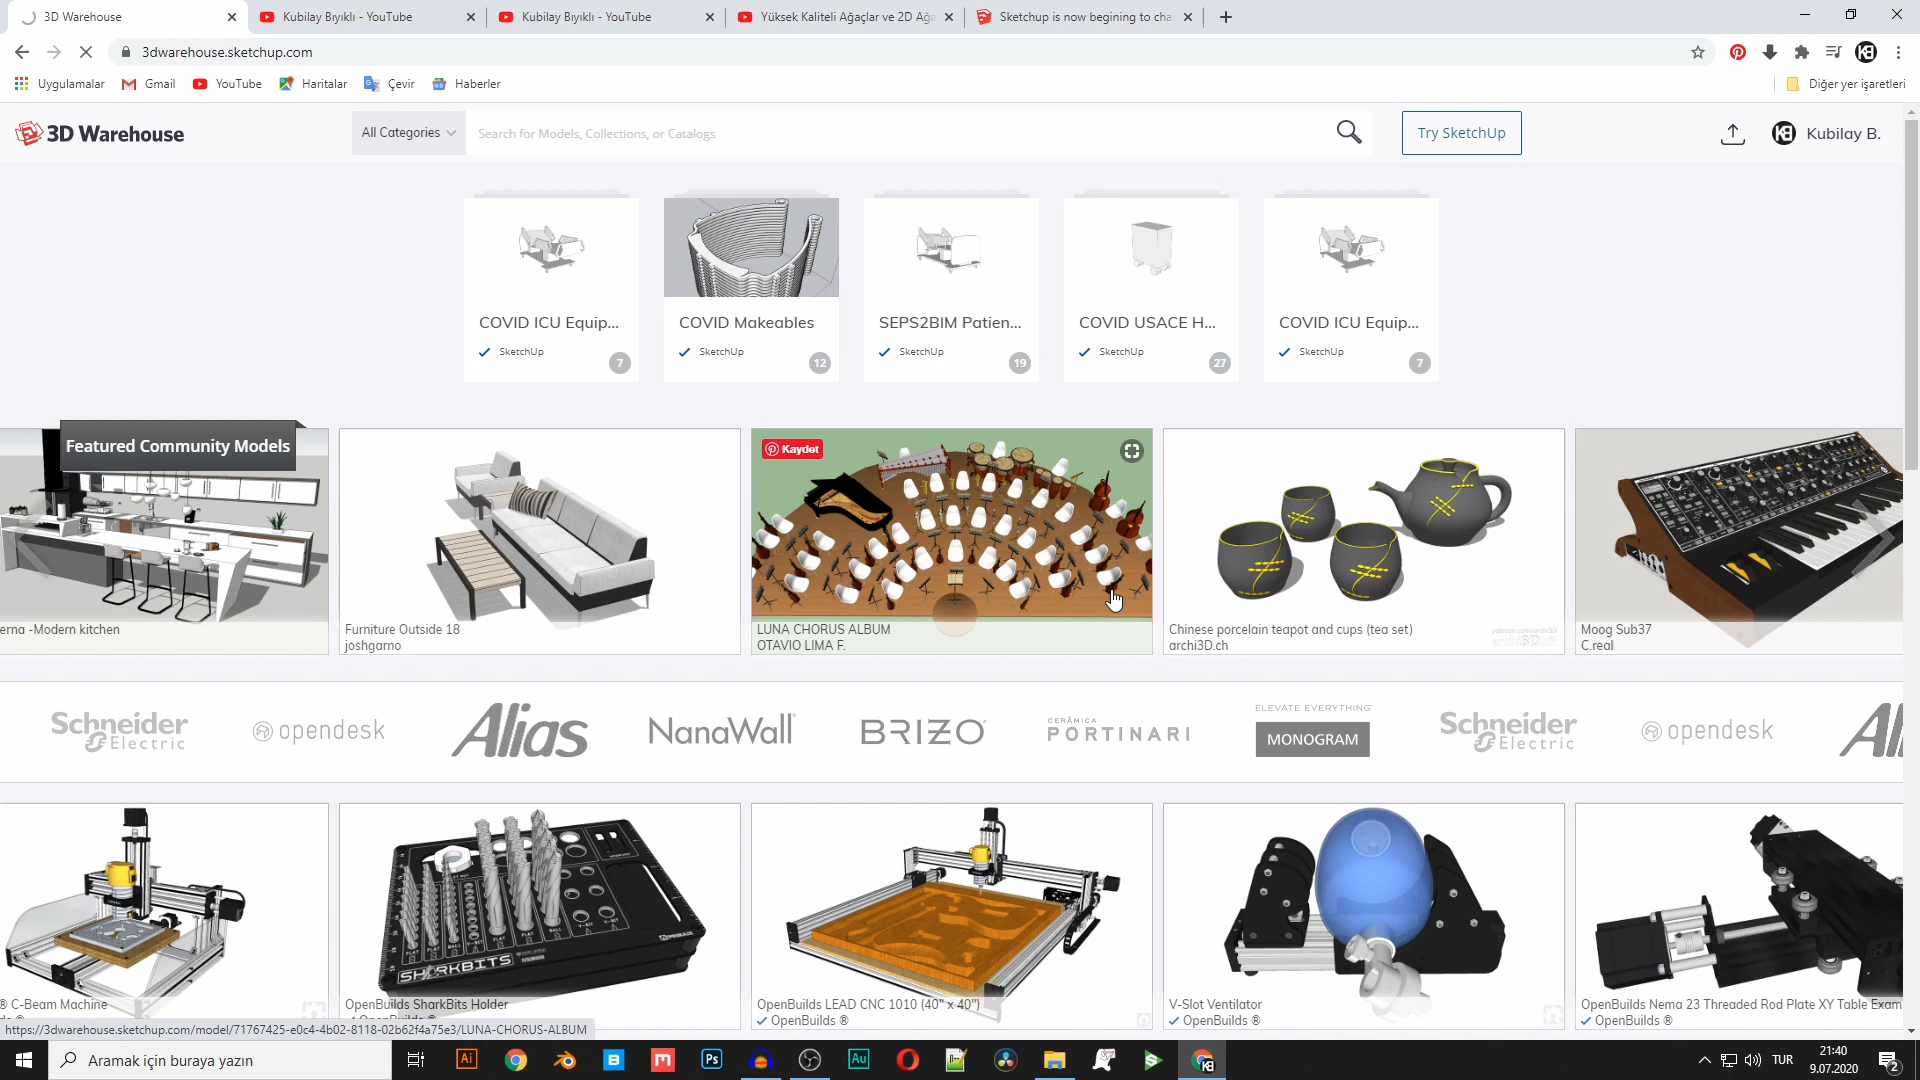 3D Warehouse
Kubilay Bıyıklı - YouTube
Kubilay Bıyıklı - YouTube
Yüksek Kaliteli Ağaçlar ve 2D Ağa
Sketchup is now begining to cha
3dwarehouse.sketchup.com
Uygulamalar
Gmail
YouTube
Haritalar
Çevir
Haberler
Diğer yer işaretleri
3D Warehouse
All Categories
Search for Models, Collections, or Catalogs
Try SketchUp
Kubilay B.
COVID ICU Equip...
COVID Makeables
SEPS2BIM Patien...
COVID USACE H...
COVID ICU Equip...
SketchUp
7
SketchUp
12
SketchUp
19
SketchUp
27
SketchUp
7
Featured Community Models
Kaydet
erna -Modern kitchen
Furniture Outside 18
joshgarno
LUNA CHORUS ALBUM
OTAVIO LIMA F.
Chinese porcelain teapot and cups (tea set)
archi3D.ch
Moog Sub37
C.real
Schneider
Electric
opendesk
Alias
NanaWall
BRIZO
CERÂMICA
PORTINARI
ELEVATE EVERYTHING
MONOGRAM
Schneider
Electric
opendesk
Ali
SHARKBITS
® C-Beam Machine
OpenBuilds SharkBits Holder
OpenBuilds LEAD CNC 1010 (40" x 40")
OpenBuilds ®
V-Slot Ventilator
OpenBuilds ®
OpenBuilds Nema 23 Threaded Rod Plate XY Table Exam
OpenBuilds ®
https://3dwarehouse.sketchup.com/model/71767425-e0c4-4b02-8118-02b62f4a75e3/LUNA-CHORUS-ALBUM
Aramak için buraya yazın
TUR
21:40
9.07.2020
2